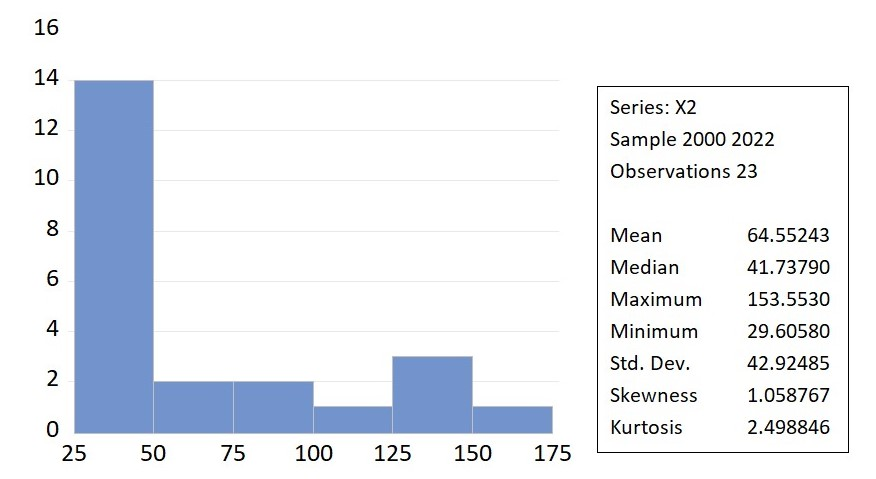 16
14
12
10
8
6
4
2
0
25 50 75 100 125 150 175
Series: X2
Sample 2000 2022
Observations 23
Mean 64.55243
Median 41.73790
Maximum 153.5530
Minimum 29.60580
Std. Dev. 42.92485
Skewness 1.058767
Kurtosis 2.498846